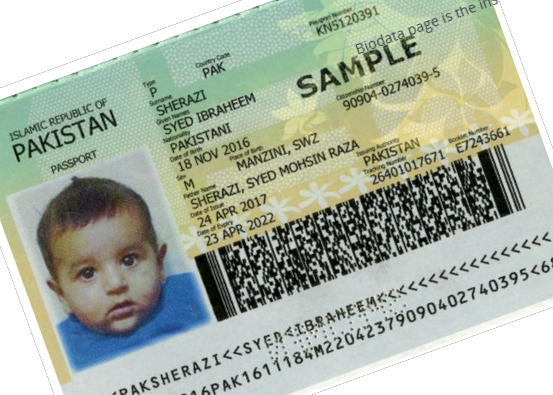 Biodata page is the ins
Passport Number
KN5120391
Type
P
Country Code
PAK
SAMPLE
Surname
SHERAZI
Given Names
SYED IBRAHEEM
Citizenship Number
90904-0274039-5
Nationality
PAKISTANI
Date of Birth
18 NOV 2016
Sex
M
Place of Birth
MANZINI, SWZ
Father Name
SHERAZI, SYED MOHSIN RAZA
Date of Issue
24 APR 2017
Issuing Authority
PAKISTAN
Date of Expiry
23 APR 2022
Tracking Number
26401017671
Booklet Number
E7243661
ISLAMIC REPUBLIC OF
PAKISTAN
PASSPORT
<PAKSHERAZI<<SYED<IBRAHEEM<<<<<<<<<<<<<<
16PAK1611184M22042379090402740395<6